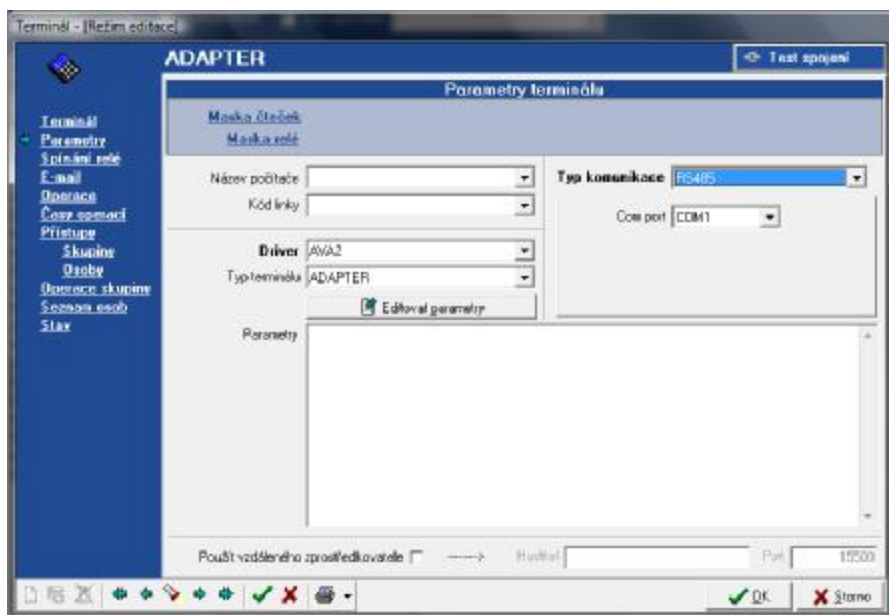 Terminál - [Režim editace]
ADAPTER
Test spojení
Parametry terminálu
Maska čteček
Maska relé
Terminál
Parametry
Spínání relé
E-mail
Operace
Časy operací
Přístupy
Skupiny
Osoby
Operace skupiny
Seznam osob
Stav
Název počítače
Kód linky
Typ komunikace RS485
Com port COM1
Driver AVA2
Typ terminálu ADAPTER
Editovat parametry
Parametry
Použít vzdáleného zprostředkovatele ----> Hostitel Port 15500
OK Storno